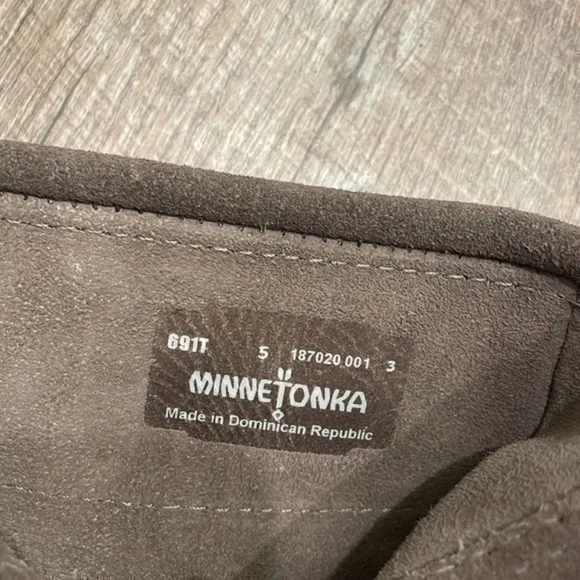 691T 5 187020 001 3
MINNETONKA
Made in Dominican Republic